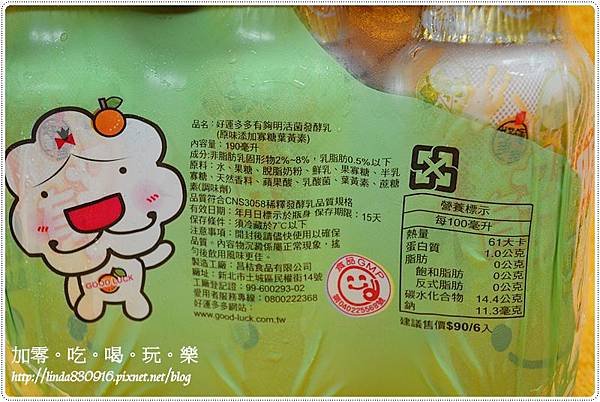 品名：好運多多有夠明活菌發酵乳
(原味添加寡糖葉黃素)
內容量：190毫升
成分:非脂肪乳固形物2%~8%，乳脂肪0.5%以下
原料：水、果糖、脫脂奶粉、鮮乳、果寡糖、半乳
寡糖、天然香料、蘋果酸、乳酸菌、葉黃素、蔗糖
素(調味劑)
品質符合CNS3058稀釋發酵乳品質規格
有效日期：年月日標示於瓶身 保存期限：15天
保存條件：須冷藏於7℃以下
注意事項：開封後請儘快使用以確保
品質。內容物沉澱係屬正常現象，搖
勻後飲用風味更佳。
製造工廠：昌桔食品有限公司
廠址：新北市土城區民權街14號
工廠登記證：99-600293-02
愛用者服務專線：0800222368
好運多多網站：
www.good-luck.com.tw
GOOD LUCK
食品GMP
營養標示
每100毫升
熱量 61大卡
蛋白質 1.0公克
脂肪 0公克
飽和脂肪 0公克
反式脂肪 0公克
碳水化合物 14.4公克
鈉 11.3毫克
建議售價$90/6入
加零。吃。喝。玩。樂
http://linda830916.pixnet.net/blog